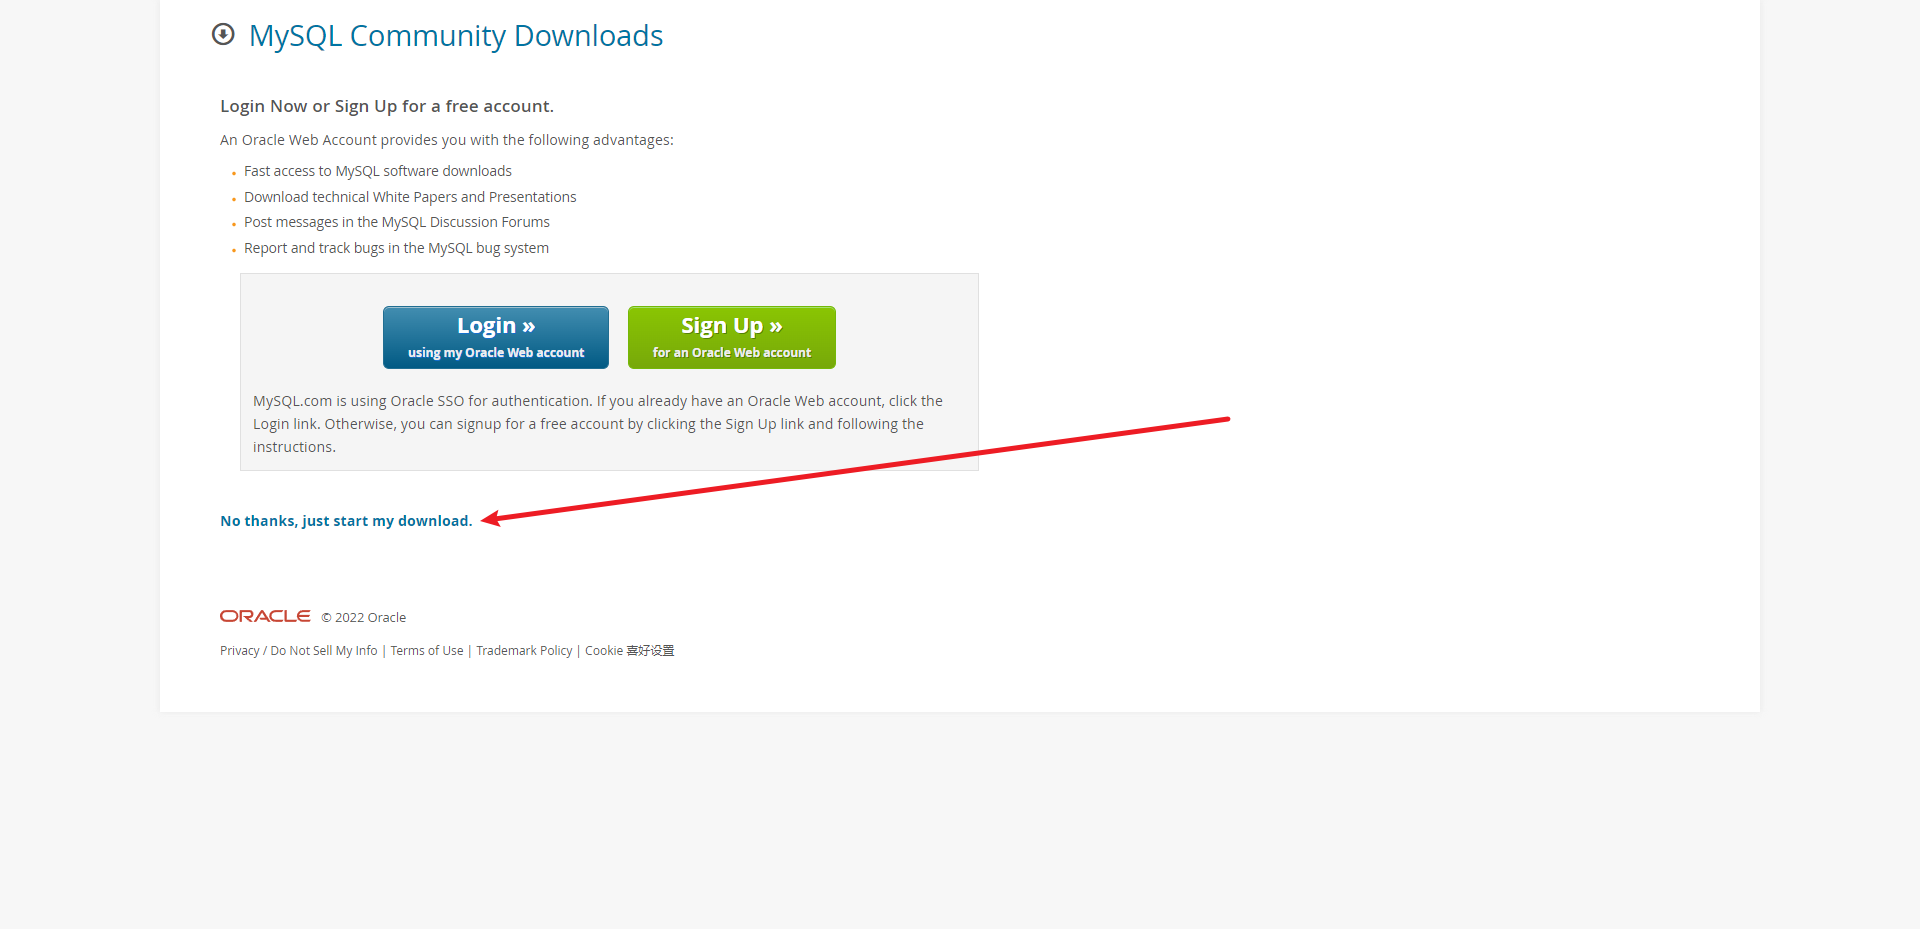 MySQL Community Downloads
Login Now or Sign Up for a free account.
An Oracle Web Account provides you with the following advantages:
Fast access to MySQL software downloads
Download technical White Papers and Presentations
Post messages in the MySQL Discussion Forums
Report and track bugs in the MySQL bug system
Login »
using my Oracle Web account
Sign Up »
for an Oracle Web account
MySQL.com is using Oracle SSO for authentication. If you already have an Oracle Web account, click the
Login link. Otherwise, you can signup for a free account by clicking the Sign Up link and following the
instructions.
No thanks, just start my download.
ORACLE © 2022 Oracle
Privacy / Do Not Sell My Info | Terms of Use | Trademark Policy | Cookie 喜好设置